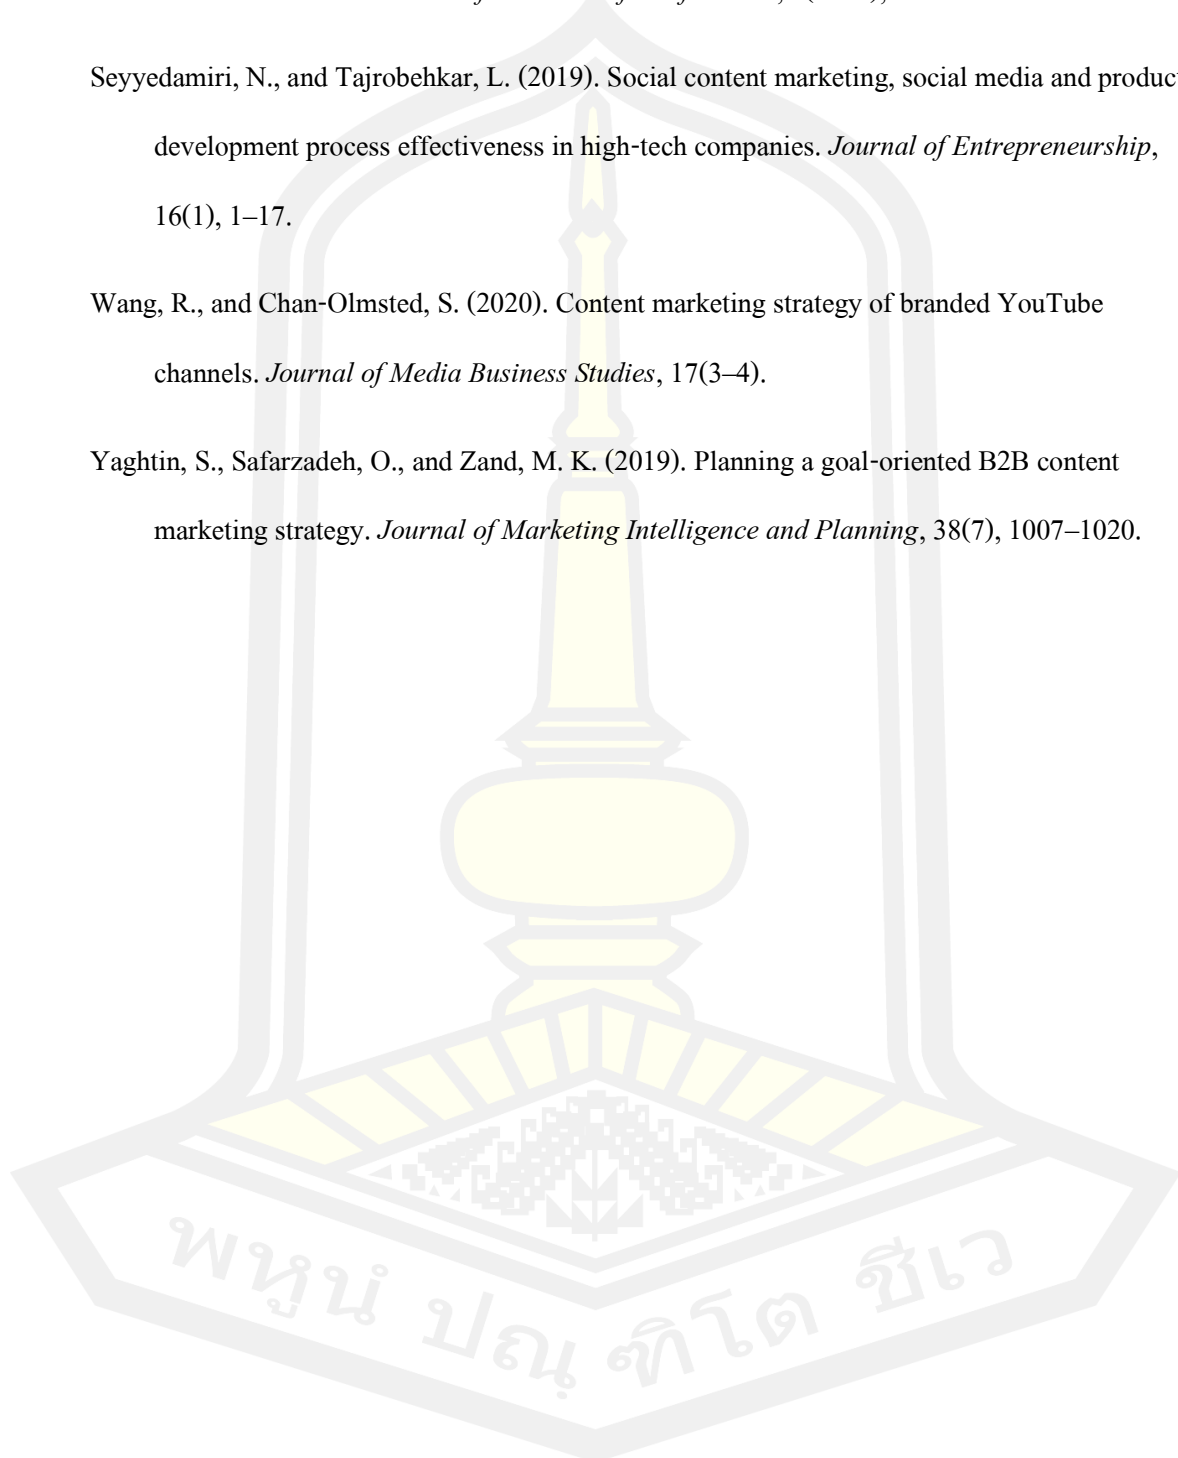 Seyyedamiri, N., and Tajrobehkar, L. (2019). Social content marketing, social media and produc
development process effectiveness in high-tech companies. Journal of Entrepreneurship,
16(1), 1–17.
Wang, R., and Chan-Olmsted, S. (2020). Content marketing strategy of branded YouTube
channels. Journal of Media Business Studies, 17(3–4).
Yaghtin, S., Safarzadeh, O., and Zand, M. K. (2019). Planning a goal-oriented B2B content
marketing strategy. Journal of Marketing Intelligence and Planning, 38(7), 1007–1020.
พหูนํ ปณฺฑิโต ชีเว